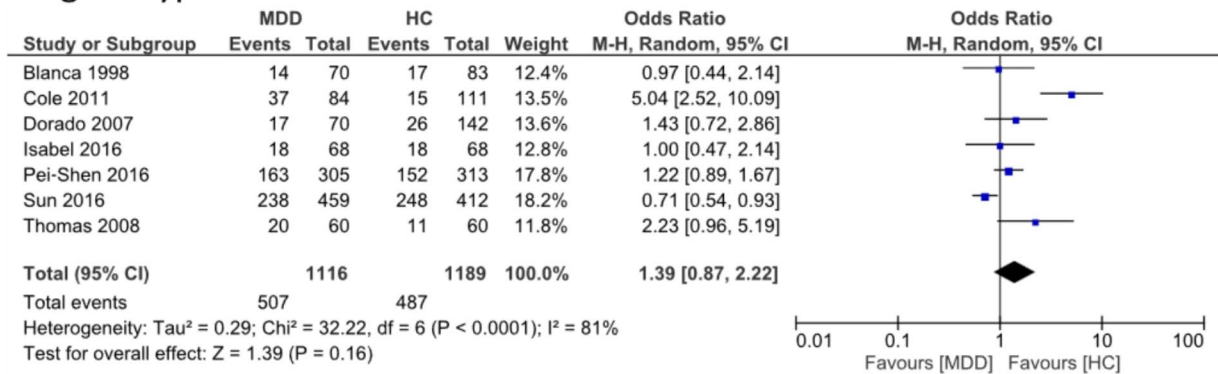 MDD HC Odds Ratio Odds Ratio
Study or Subgroup Events Total Events Total Weight M-H, Random, 95% CI M-H, Random, 95% CI
Blanca 1998 14 70 17 83 12.4% 0.97 [0.44, 2.14]
Cole 2011 37 84 15 111 13.5% 5.04 [2.52, 10.09]
Dorado 2007 17 70 26 142 13.6% 1.43 [0.72, 2.86]
Isabel 2016 18 68 18 68 12.8% 1.00 [0.47, 2.14]
Pei-Shen 2016 163 305 152 313 17.8% 1.22 [0.89, 1.67]
Sun 2016 238 459 248 412 18.2% 0.71 [0.54, 0.93]
Thomas 2008 20 60 11 60 11.8% 2.23 [0.96, 5.19]
Total (95% CI) 1116 1189 100.0% 1.39 [0.87, 2.22]
Total events 507 487
Heterogeneity: Tau² = 0.29; Chi² = 32.22, df = 6 (P < 0.0001); I² = 81%
Test for overall effect: Z = 1.39 (P = 0.16)
0.01 0.1 1 10 100
Favours [MDD] Favours [HC]